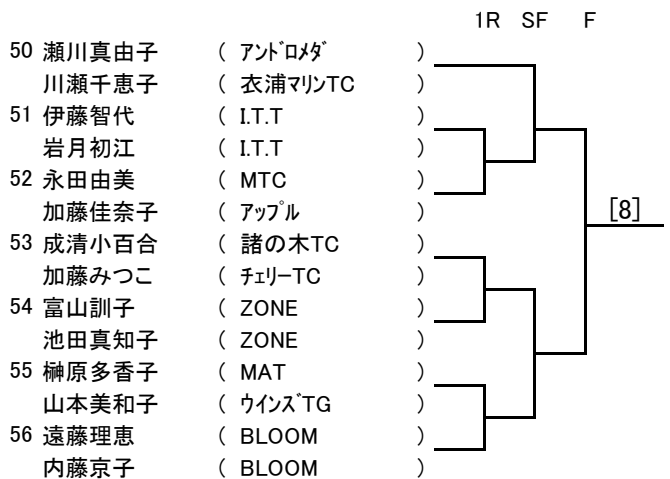 1R SF F
50 瀬川真由子 ( アンドロメダ )
川瀬千恵子 ( 衣浦マリンTC )
51 伊藤智代 ( I.T.T )
岩月初江 ( I.T.T )
52 永田由美 ( MTC )
加藤佳奈子 ( アップル )
[8]
53 成清小百合 ( 諸の木TC )
加藤みつこ ( チェリーTC )
54 富山訓子 ( ZONE )
池田真知子 ( ZONE )
55 榊原多香子 ( MAT )
山本美和子 ( ウインズTG )
56 遠藤理恵 ( BLOOM )
内藤京子 ( BLOOM )